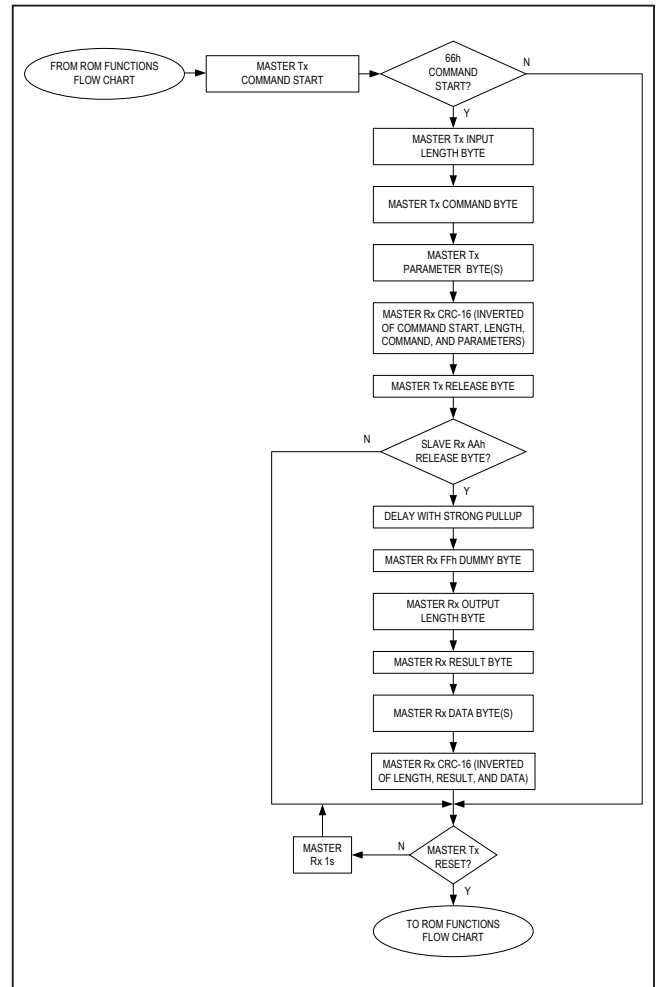 FROM ROM FUNCTIONS
FLOW CHART
MASTER Tx
COMMAND START
66h
COMMAND
START?
N
Y
MASTER Tx INPUT
LENGTH BYTE
MASTER Tx COMMAND BYTE
MASTER Tx
PARAMETER BYTE(S)
MASTER Rx CRC-16 (INVERTED
OF COMMAND START, LENGTH,
COMMAND, AND PARAMETERS)
MASTER Tx RELEASE BYTE
N
SLAVE Rx AAh
RELEASE BYTE?
Y
DELAY WITH STRONG PULLUP
MASTER Rx FFh DUMMY BYTE
MASTER Rx OUTPUT
LENGTH BYTE
MASTER Rx RESULT BYTE
MASTER Rx DATA BYTE(S)
MASTER Rx CRC-16 (INVERTED
OF LENGTH, RESULT, AND DATA)
MASTER
Rx 1s
N
MASTER Tx
RESET?
Y
TO ROM FUNCTIONS
FLOW CHART